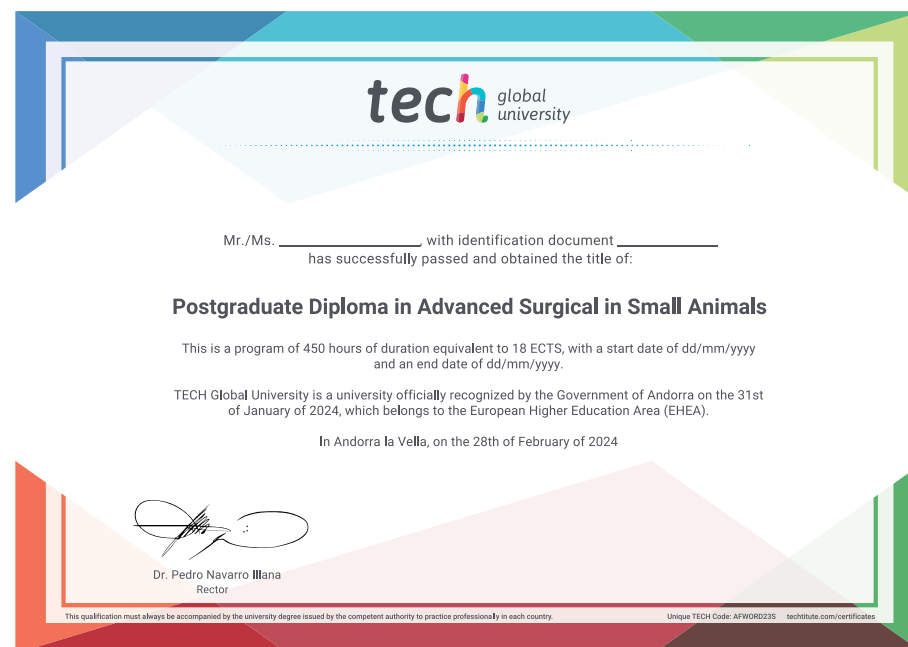 tech global
university
Mr./Ms. ____________, with identification document ____________
has successfully passed and obtained the title of:
Postgraduate Diploma in Advanced Surgical in Small Animals
This is a program of 450 hours of duration equivalent to 18 ECTS, with a start date of dd/mm/yyyy
and an end date of dd/mm/yyyy.
TECH Global University is a university officially recognized by the Government of Andorra on the 31st
of January of 2024, which belongs to the European Higher Education Area (EHEA).
In Andorra la Vella, on the 28th of February of 2024
Dr. Pedro Navarro Illana
Rector
This qualification must always be accompanied by the university degree issued by the competent authority to practice professionally in each country.
Unique TECH Code: AFWORD23S techtitute.com/certificates